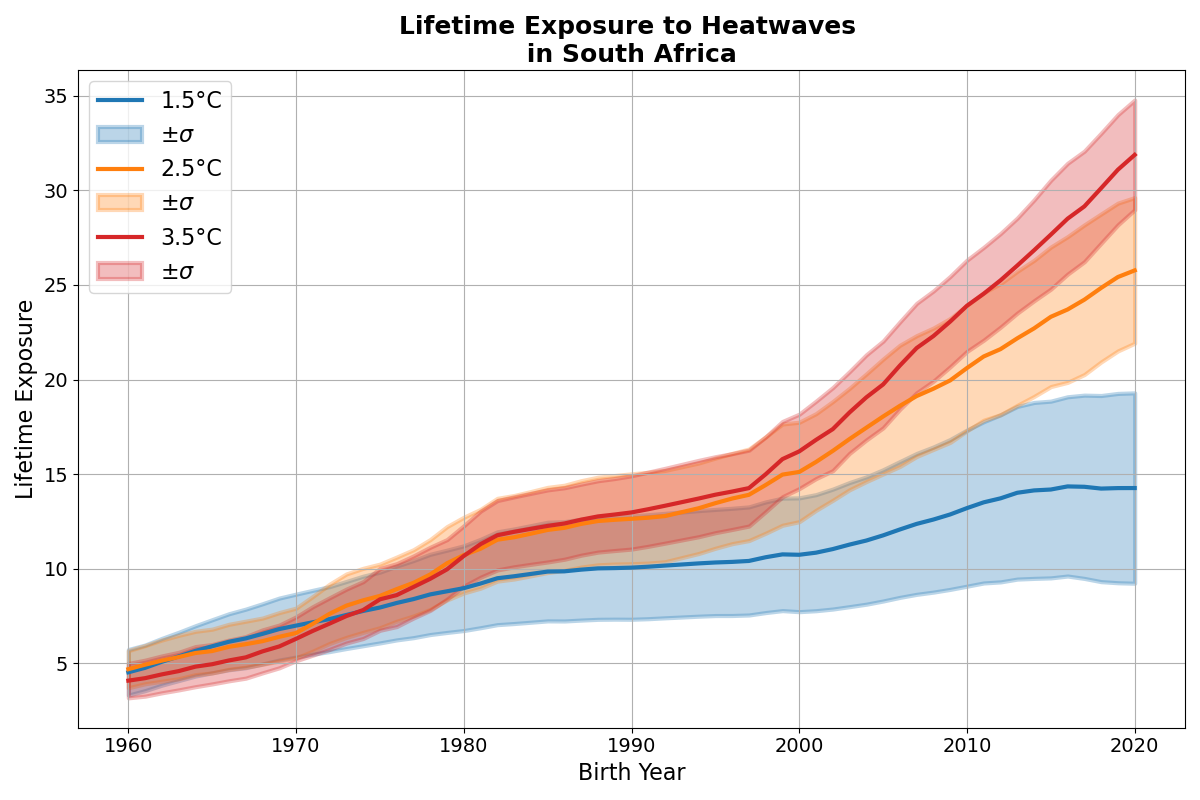 Lifetime Exposure to Heatwaves
in South Africa
1.5°C
±σ
2.5°C
±σ
3.5°C
±σ
35
30
25
20
15
10
5
Lifetime Exposure
1960 1970 1980 1990 2000 2010 2020
Birth Year